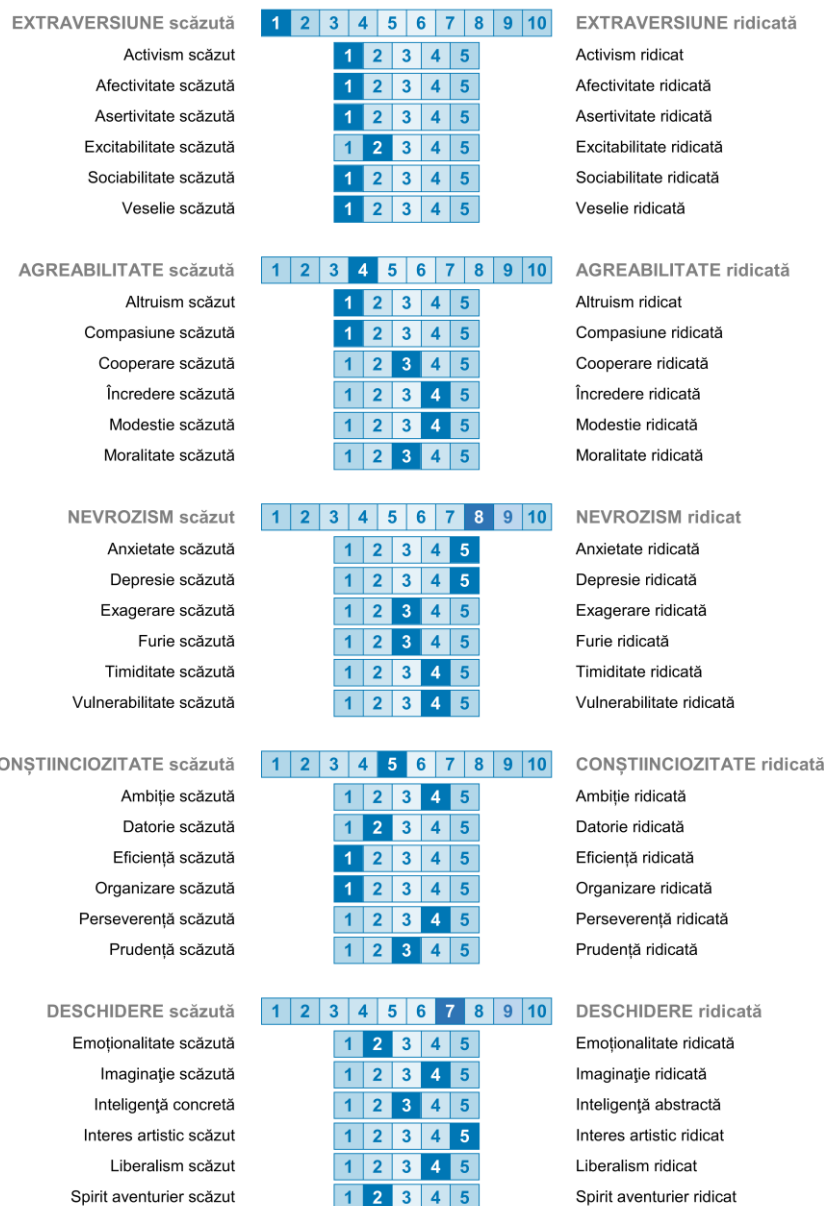 EXTRAVERSIUNE scăzută 1 2 3 4 5 6 7 8 9 10 EXTRAVERSIUNE ridicată
Activism scăzut 1 2 3 4 5 Activism ridicat
Afectivitate scăzută 1 2 3 4 5 Afectivitate ridicată
Asertivitate scăzută 1 2 3 4 5 Asertivitate ridicată
Excitabilitate scăzută 1 2 3 4 5 Excitabilitate ridicată
Sociabilitate scăzută 1 2 3 4 5 Sociabilitate ridicată
Veselie scăzută 1 2 3 4 5 Veselie ridicată
AGREABILITATE scăzută 1 2 3 4 5 6 7 8 9 10 AGREABILITATE ridicată
Altruism scăzut 1 2 3 4 5 Altruism ridicat
Compasiune scăzută 1 2 3 4 5 Compasiune ridicată
Cooperare scăzută 1 2 3 4 5 Cooperare ridicată
Încredere scăzută 1 2 3 4 5 Încredere ridicată
Modestie scăzută 1 2 3 4 5 Modestie ridicată
Moralitate scăzută 1 2 3 4 5 Moralitate ridicată
NEVROZISM scăzut 1 2 3 4 5 6 7 8 9 10 NEVROZISM ridicat
Anxietate scăzută 1 2 3 4 5 Anxietate ridicată
Depresie scăzută 1 2 3 4 5 Depresie ridicată
Exagerare scăzută 1 2 3 4 5 Exagerare ridicată
Furie scăzută 1 2 3 4 5 Furie ridicată
Timiditate scăzută 1 2 3 4 5 Timiditate ridicată
Vulnerabilitate scăzută 1 2 3 4 5 Vulnerabilitate ridicată
ONȘTIINCIOZITATE scăzută 1 2 3 4 5 6 7 8 9 10 CONȘTIINCIOZITATE ridicată
Ambiție scăzută 1 2 3 4 5 Ambiție ridicată
Datorie scăzută 1 2 3 4 5 Datorie ridicată
Eficiență scăzută 1 2 3 4 5 Eficiență ridicată
Organizare scăzută 1 2 3 4 5 Organizare ridicată
Perseverență scăzută 1 2 3 4 5 Perseverență ridicată
Prudență scăzută 1 2 3 4 5 Prudență ridicată
DESCHIDERE scăzută 1 2 3 4 5 6 7 8 9 10 DESCHIDERE ridicată
Emoționalitate scăzută 1 2 3 4 5 Emoționalitate ridicată
Imaginaţie scăzută 1 2 3 4 5 Imaginaţie ridicată
Inteligenţă concretă 1 2 3 4 5 Inteligenţă abstractă
Interes artistic scăzut 1 2 3 4 5 Interes artistic ridicat
Liberalism scăzut 1 2 3 4 5 Liberalism ridicat
Spirit aventurier scăzut 1 2 3 4 5 Spirit aventurier ridicat